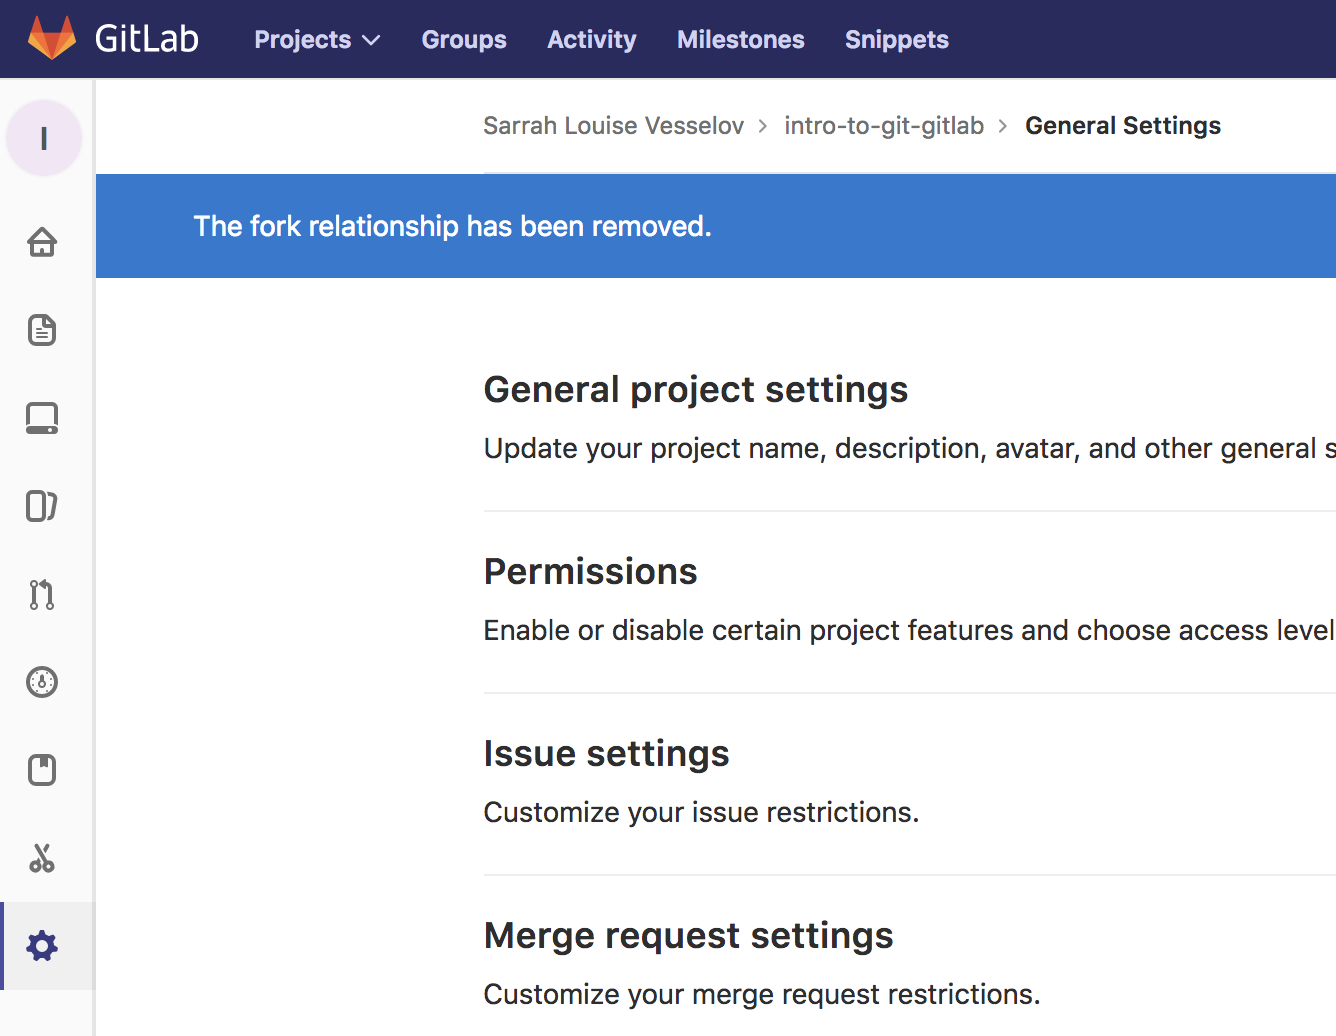 GitLab Projects Groups Activity Milestones Snippets
I
Sarrah Louise Vesselov > intro-to-git-gitlab > General Settings
The fork relationship has been removed.
General project settings
Update your project name, description, avatar, and other general s
Permissions
Enable or disable certain project features and choose access level
Issue settings
Customize your issue restrictions.
Merge request settings
Customize your merge request restrictions.